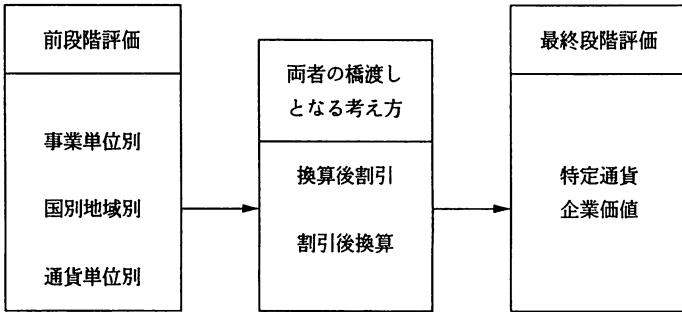 前段階評価
事業単位別
国別地域別
通貨単位別
両者の橋渡し
となる考え方
換算後割引
割引後換算
最終段階評価
特定通貨
企業価値